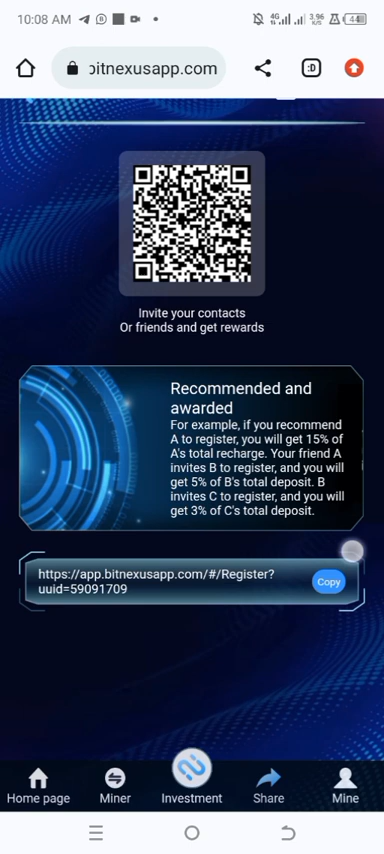 10:08 AM
4G
3.96
K/S
44
:D
oitnexusapp.com
Invite your contacts
Or friends and get rewards
Recommended and
awarded
For example, if you recommend
A to register, you will get 15% of
A's total recharge. Your friend A
invites B to register, and you will
get 5% of B's total deposit. B
invites C to register, and you will
get 3% of C's total deposit.
https://app.bitnexusapp.com/#/Register?
uuid=59091709
Copy
Home page Miner Investment Share Mine